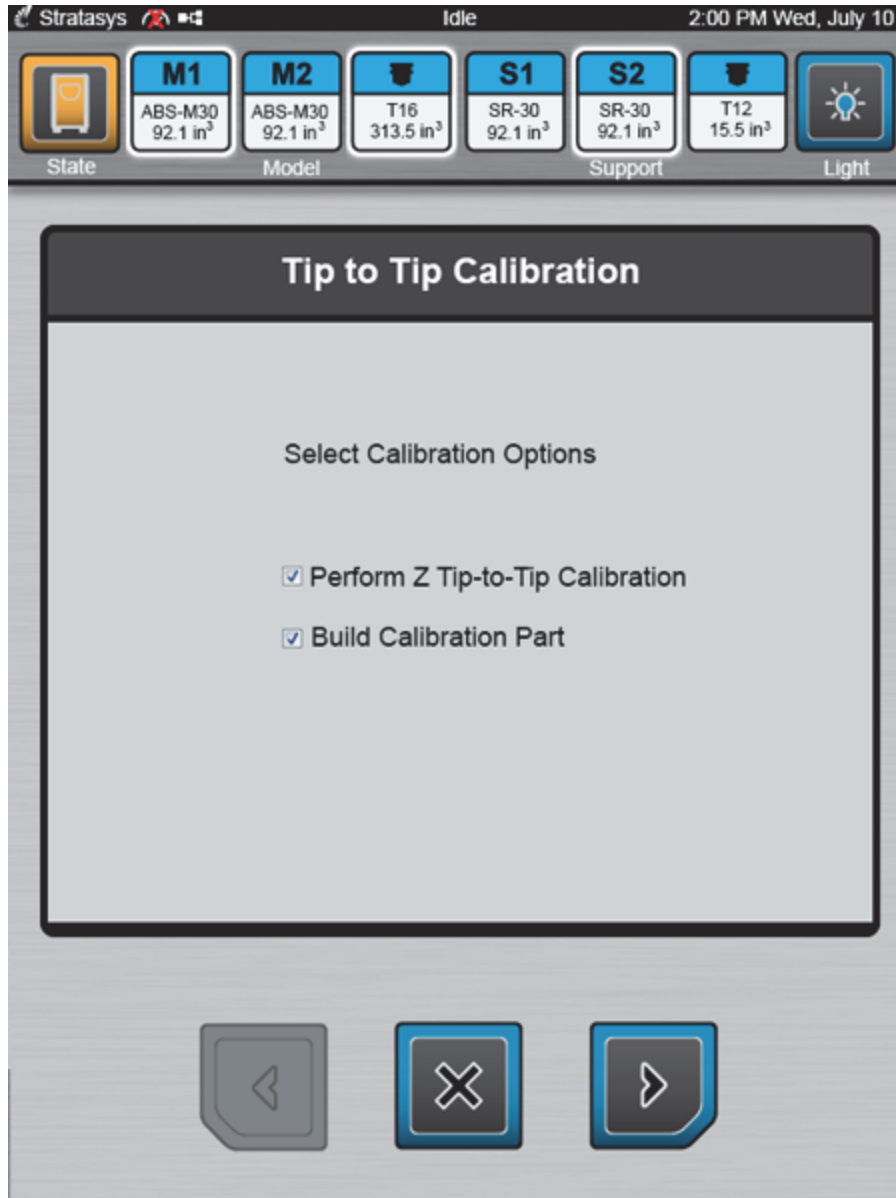 Stratasys Idle 2:00 PM Wed, July 10
M1 M2 S1 S2
ABS-M30 ABS-M30 T16 SR-30 SR-30 T12
92.1 in³ 92.1 in³ 313.5 in³ 92.1 in³ 92.1 in³ 15.5 in³
State Model Support Light
Tip to Tip Calibration
Select Calibration Options
Perform Z Tip-to-Tip Calibration
Build Calibration Part